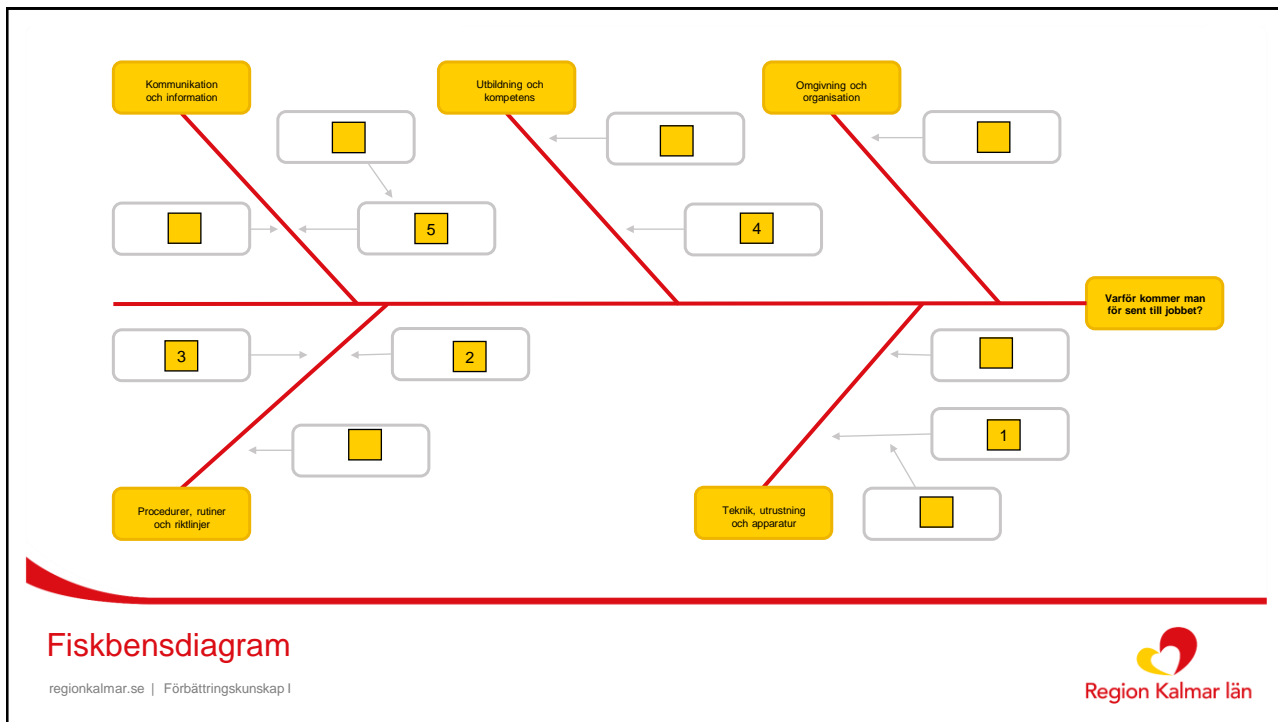 Kommunikation
och information
Utbildning och
kompetens
Omgivning och
organisation
5
4
Varför kommer man
för sent till jobbet?
3
2
1
Procedurer, rutiner
och riktlinjer
Teknik, utrustning
och apparatur
Fiskbensdiagram
regionkalmar.se | Förbättringskunskap I
Region Kalmar län